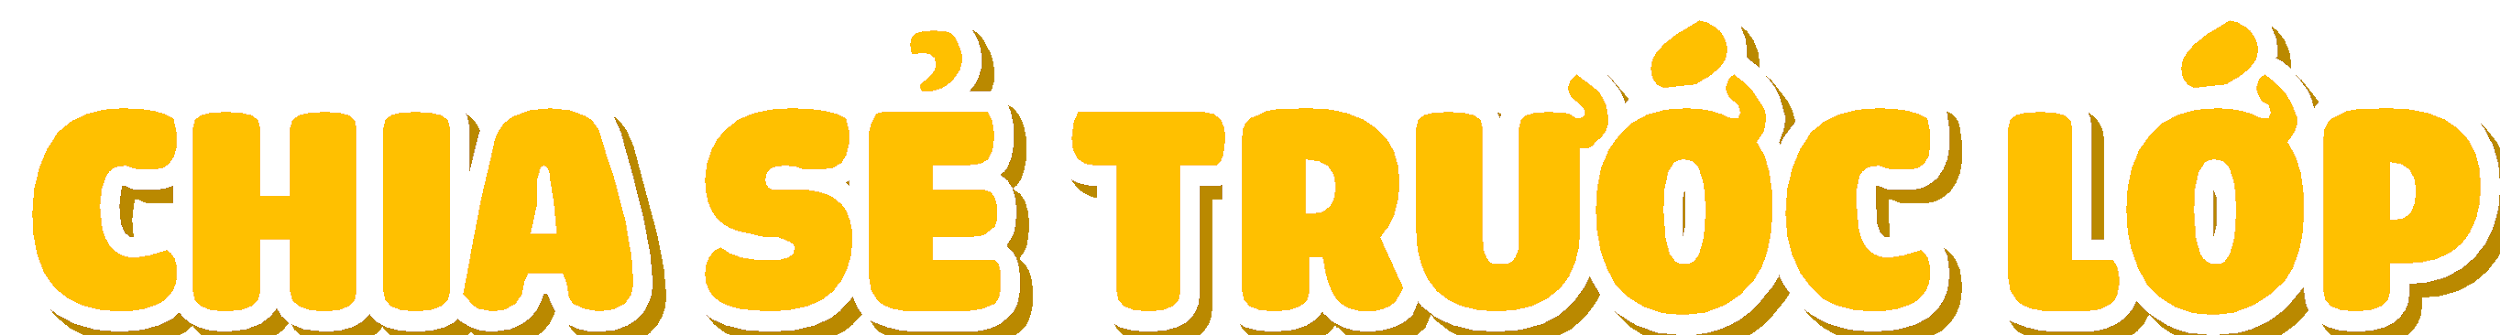 CHIA SẺ TRƯỚC LỚP